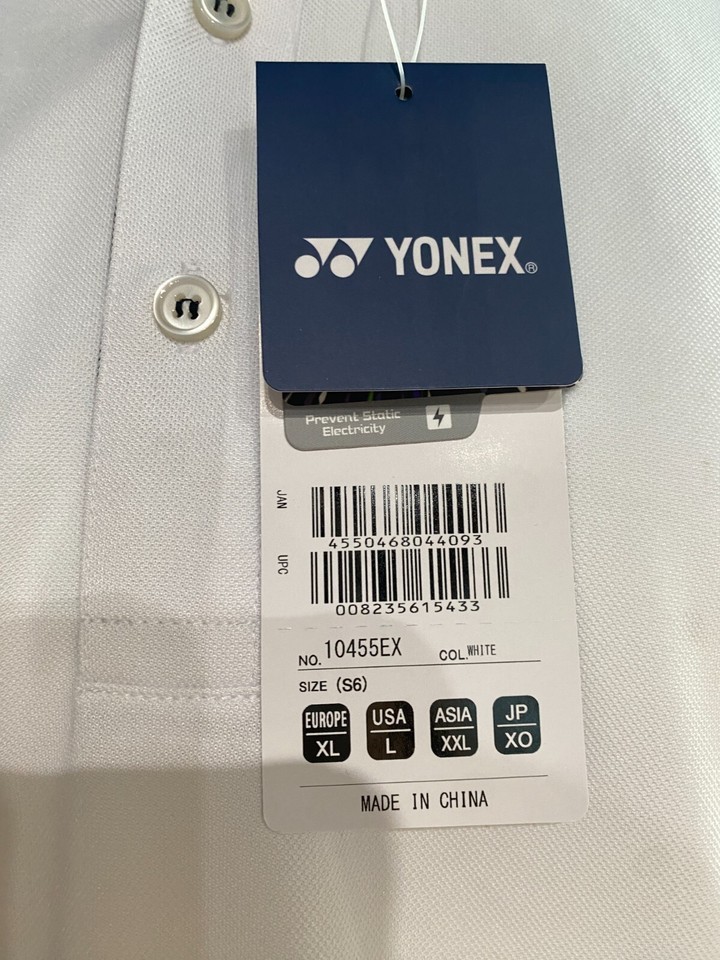 YONEX®
Prevent Static
Electricity
JAN
4550468044093
UPC
008235615433
NO. 10455EX COL. WHITE
SIZE (S6)
EUROPE XL
USA L
ASIA XXL
JP XO
MADE IN CHINA